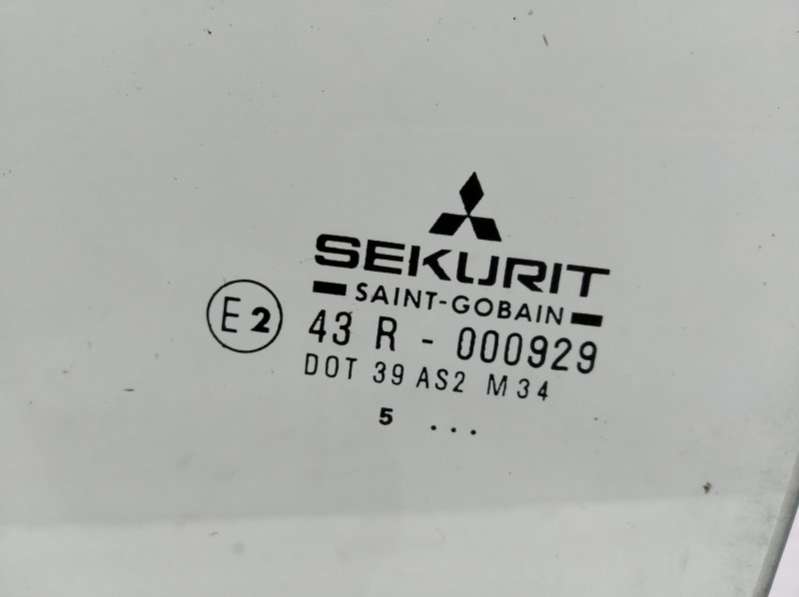 SEKURIT
SAINT-GOBAIN
E2 43 R - 000929
DOT 39 AS2 M34
5 ...